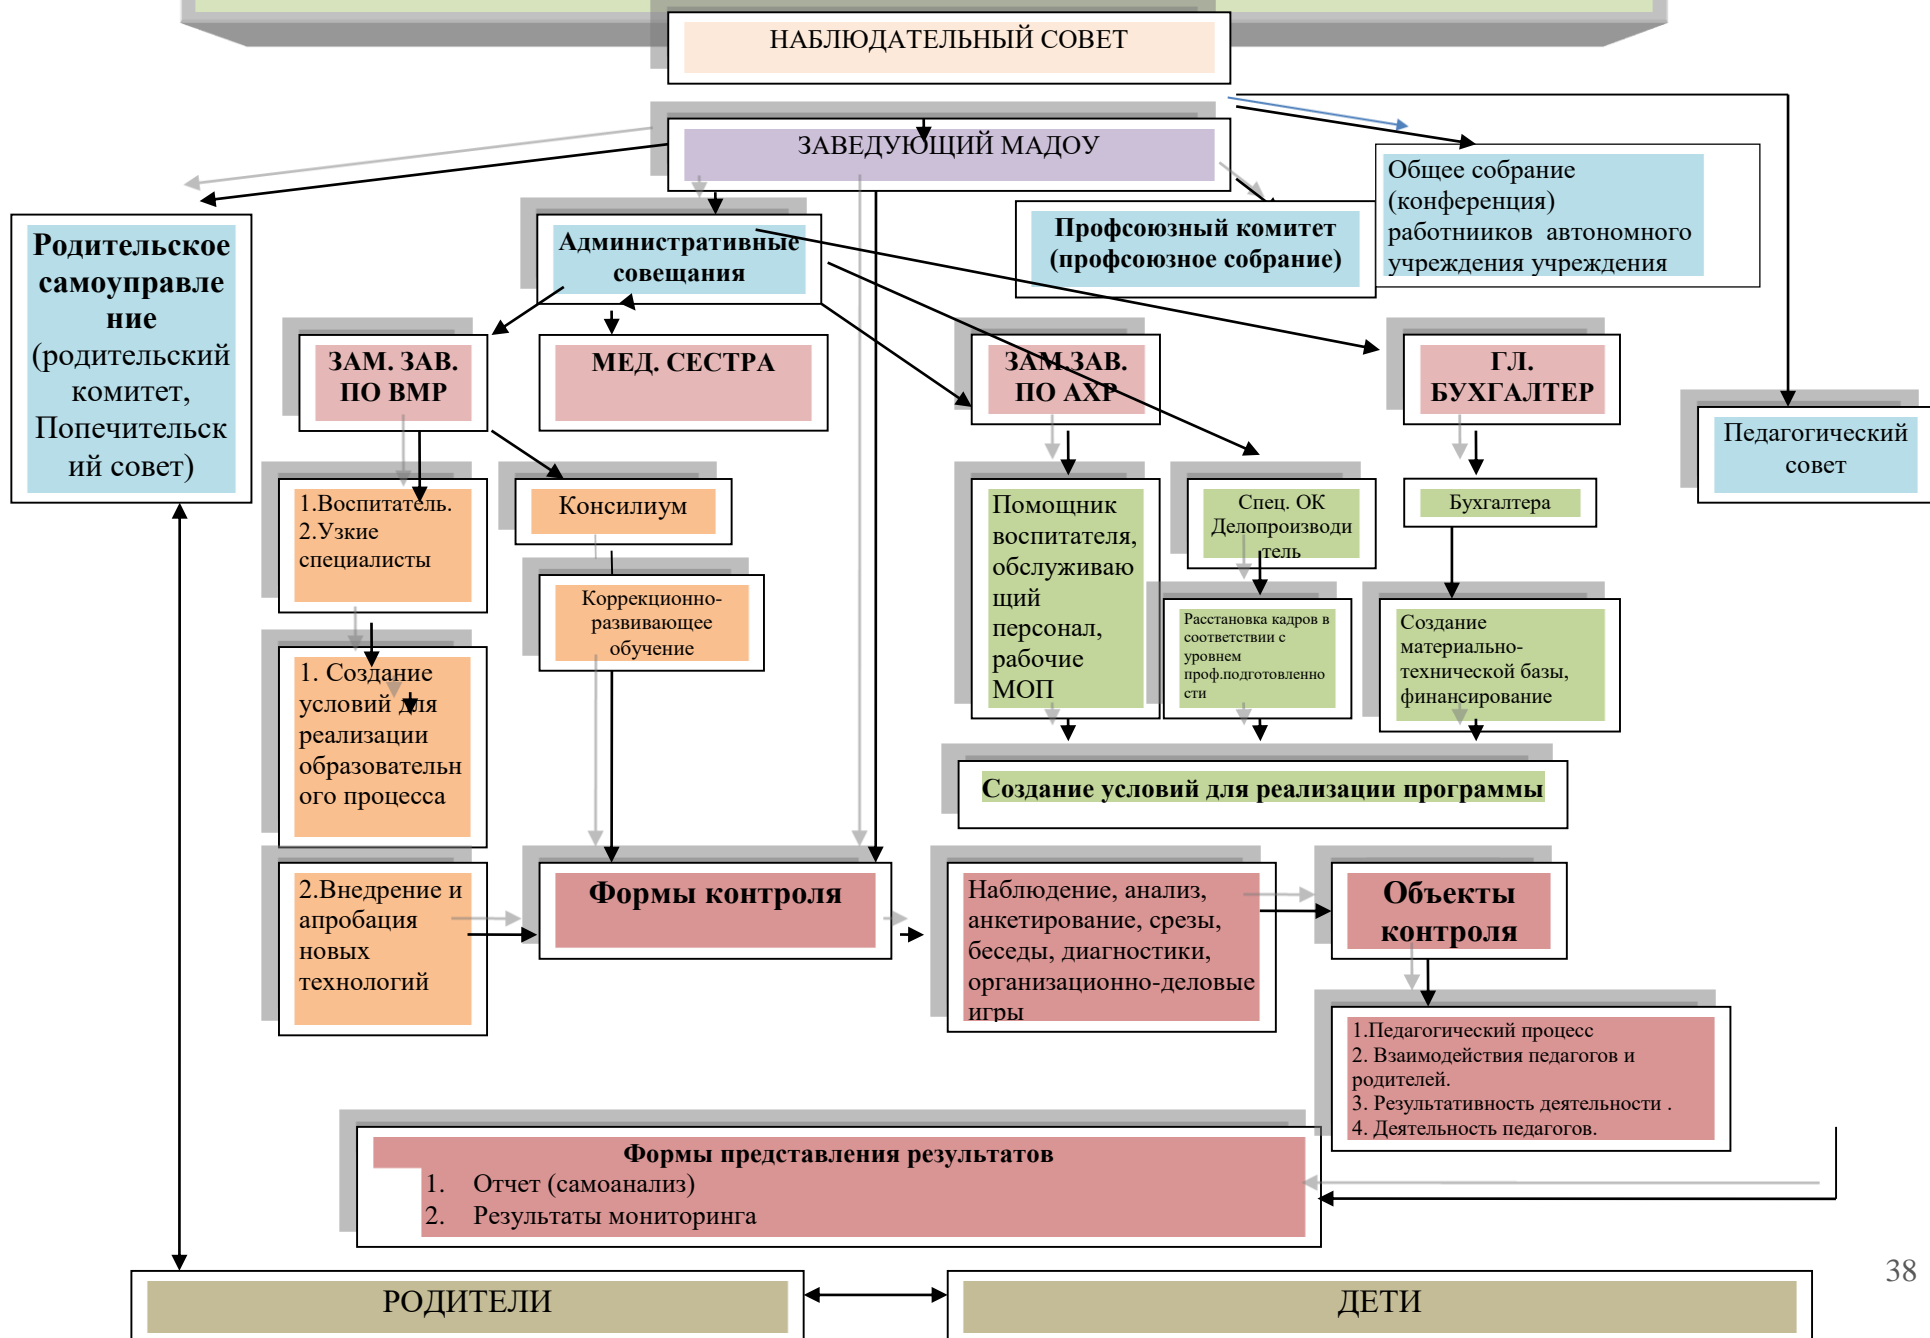 НАБЛЮДАТЕЛЬНЫЙ СОВЕТ
ЗАВЕДУЮЩИЙ МАДОУ
Общее собрание
(конференция)
работнииков автономного
учреждения учреждения
Родительское
самоуправле
ние
(родительский
комитет,
Попечительск
ий совет)
Административные
совещания
Профсоюзный комитет
(профсоюзное собрание)
ЗАМ. ЗАВ.
ПО ВМР
МЕД. СЕСТРА
ЗАМ.ЗАВ.
ПО АХР
ГЛ.
БУХГАЛТЕР
Педагогический
совет
1.Воспитатель.
2.Узкие
специалисты
Консилиум
Помощник
воспитателя,
обслуживаю
щий
персонал,
рабочие
МОП
Спец. ОК
Делопроизводи
тель
Бухгалтера
Коррекционно-
развивающее
обучение
Расстановка кадров в
соответствии с
уровнем
проф.подготовленно
сти
Создание
материально-
технической базы,
финансирование
1. Создание
условий для
реализации
образовательн
ого процесса
Создание условий для реализации программы
2.Внедрение и
апробация
новых
технологий
Формы контроля
Наблюдение, анализ,
анкетирование, срезы,
беседы, диагностики,
организационно-деловые
игры
Объекты
контроля
1.Педагогический процесс
2. Взаимодействия педагогов и
родителей.
3. Результативность деятельности .
4. Деятельность педагогов.
Формы представления результатов
1. Отчет (самоанализ)
2. Результаты мониторинга
38
РОДИТЕЛИ
ДЕТИ